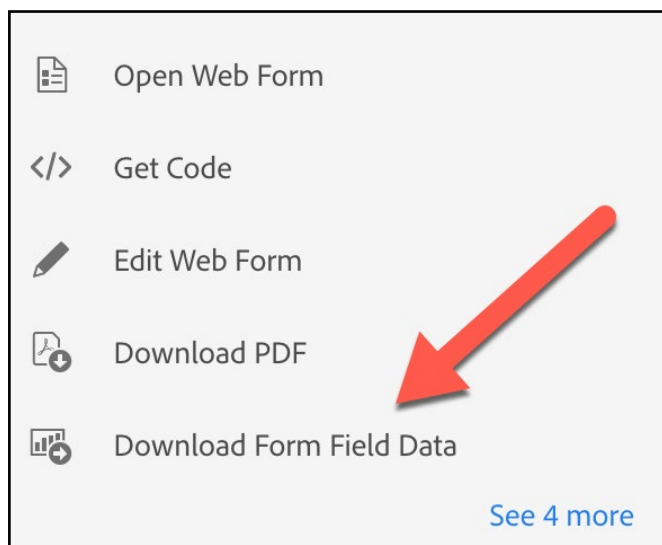 Open Web Form
</> Get Code
Edit Web Form
Download PDF
Download Form Field Data
See 4 more